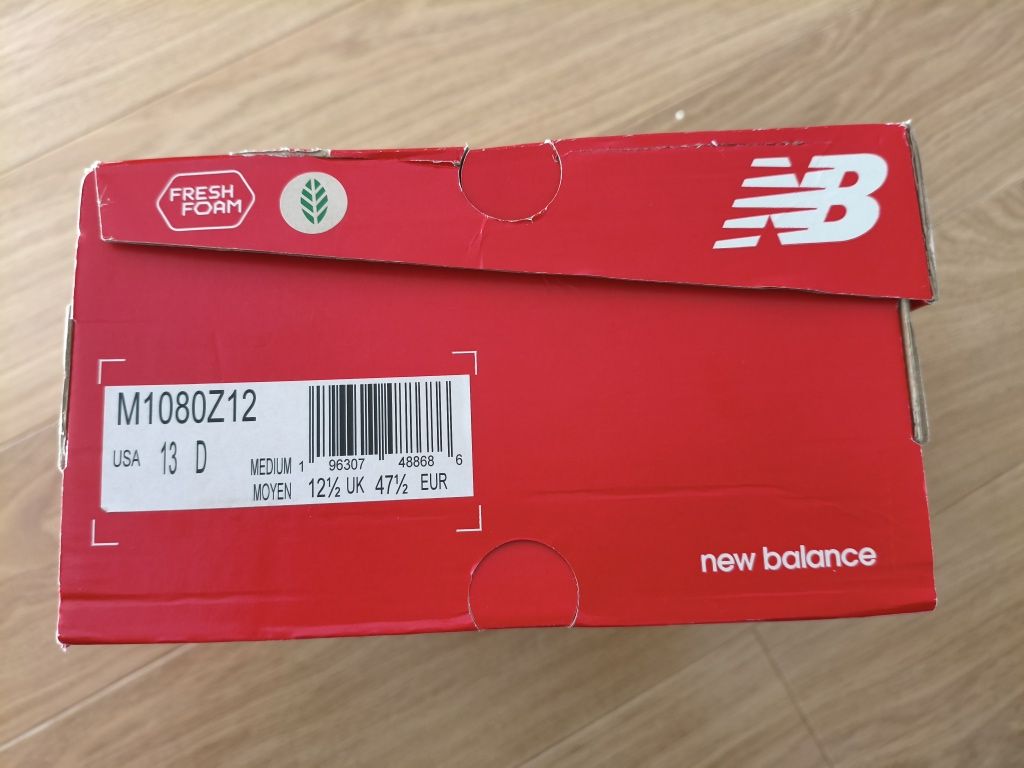 FRESH
FOAM
NB
M1080Z12
USA 13 D
MEDIUM 1 96307 48868 6
MOYEN 12½ UK 47½ EUR
new balance